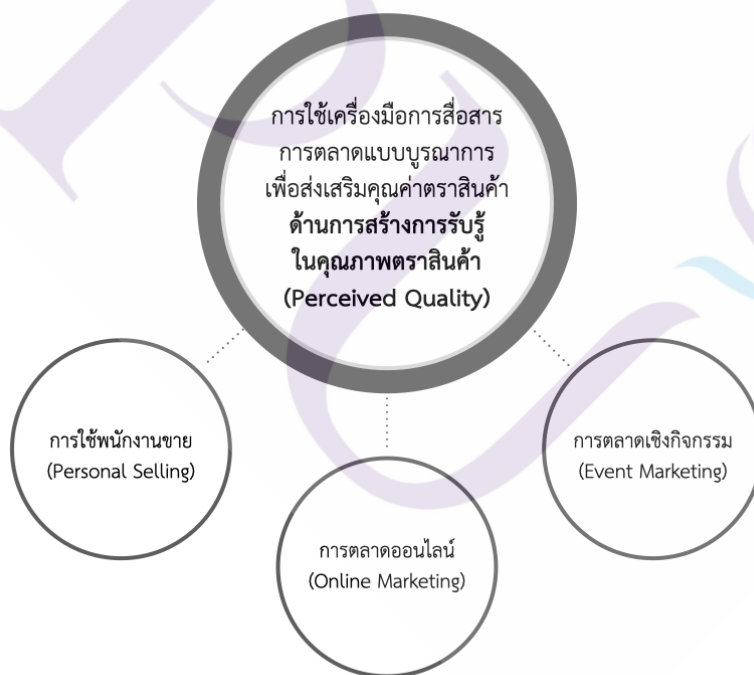 การใช้เครื่องมือการสื่อสาร
การตลาดแบบบูรณาการ
เพื่อส่งเสริมคุณค่าตราสินค้า
ด้านการสร้างการรับรู้
ในคุณภาพตราสินค้า
(Perceived Quality)
การใช้พนักงานขาย
(Personal Selling)
การตลาดออนไลน์
(Online Marketing)
การตลาดเชิงกิจกรรม
(Event Marketing)